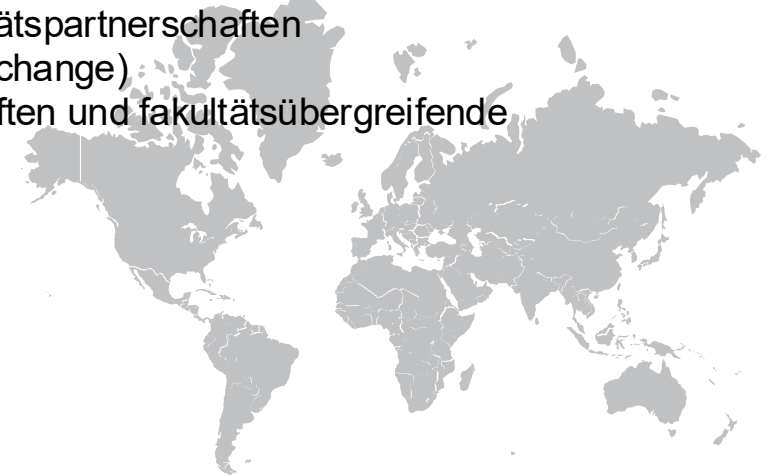 ätspartnerschaften
change)
ften und fakultätsübergreifende